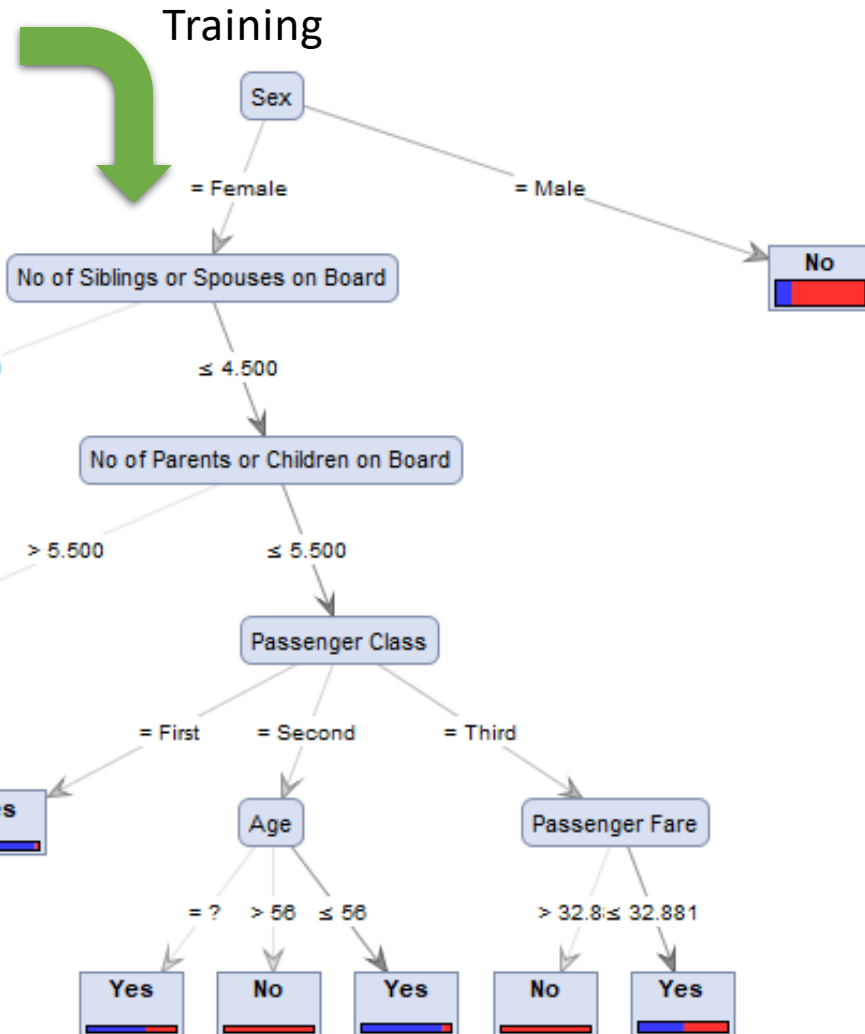 Training
Sex
= Female
= Male
No
No of Siblings or Spouses on Board
≤ 4.500
No of Parents or Children on Board
> 5.500
≤ 5.500
Passenger Class
= First
= Second
= Third
Age
Passenger Fare
= ?
> 56
≤ 56
> 32.8
≤ 32.881
Yes
No
Yes
No
Yes